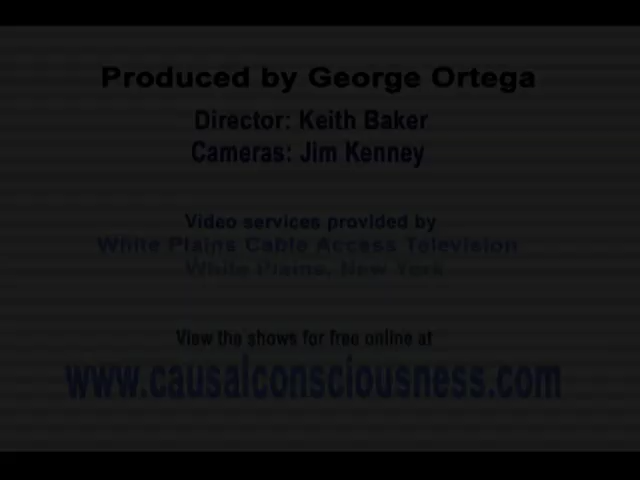 Produced by George Ortega
Director: Keith Baker
Cameras: Jim Kenney
Video services provided by
White Plains Cable Access Television
White Plains, New York
View the shows for free online at
www.causalconsciousness.com